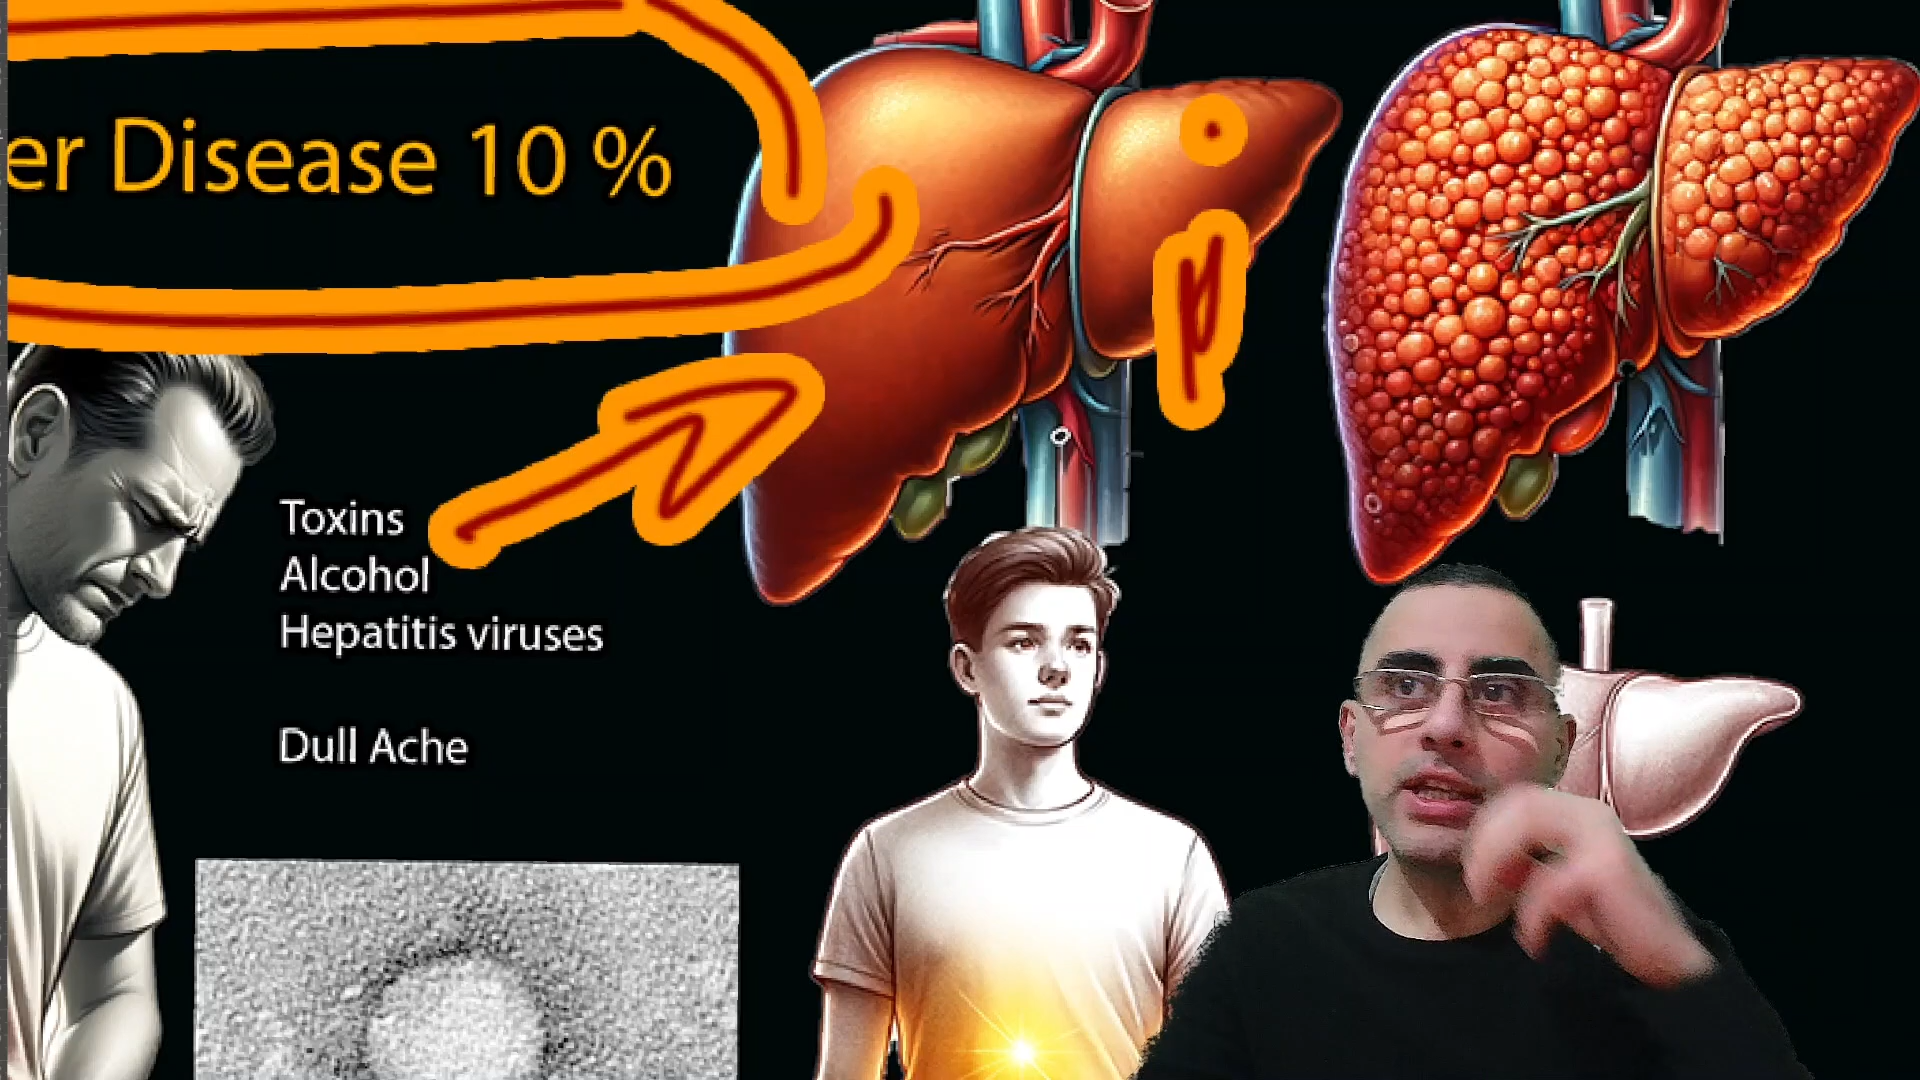 er Disease 10 %
Toxins
Alcohol
Hepatitis viruses
Dull Ache